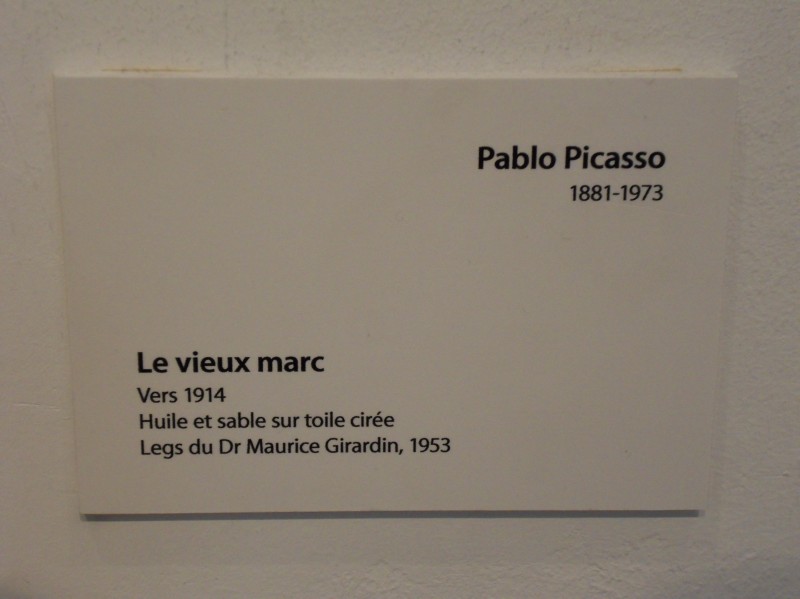 Pablo Picasso
1881-1973
Le vieux marc
Vers 1914
Huile et sable sur toile cirée
Legs du Dr Maurice Girardin, 1953